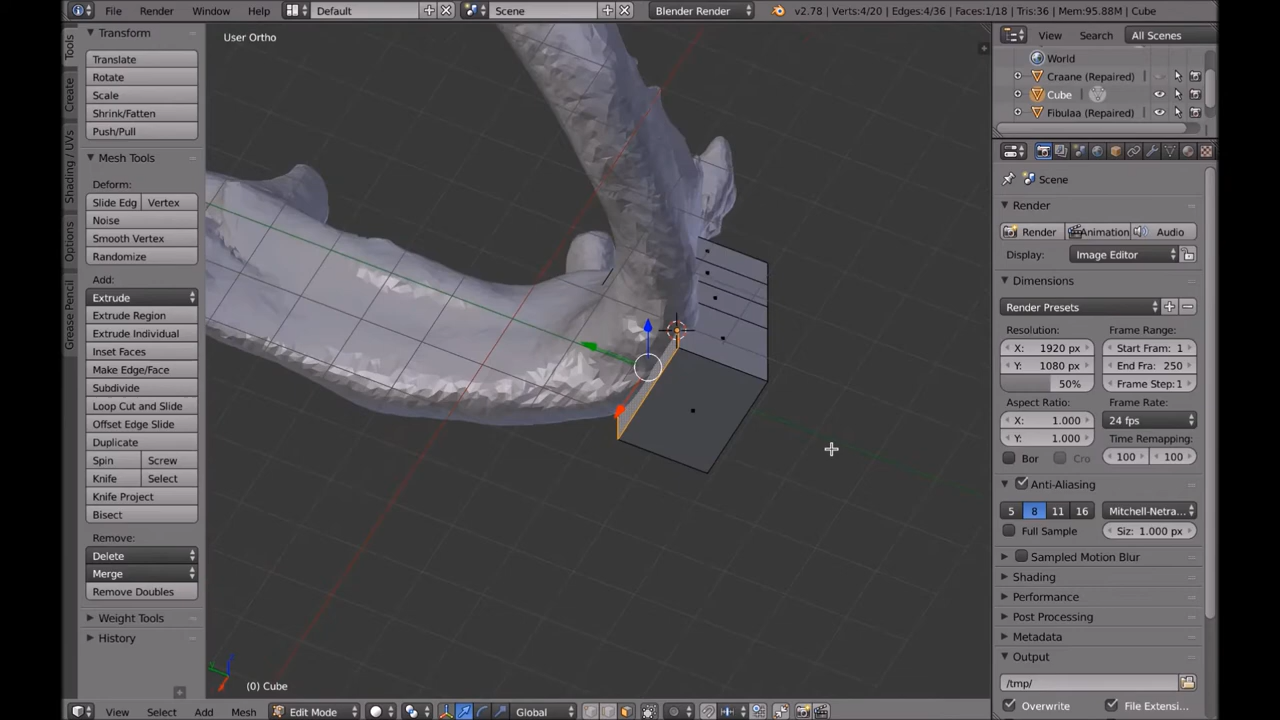 File Render Window Help Default Scene Blender Render v2.78 | Verts:4/20 | Edges:4/36 | Faces:1/18 | Tris:36 | Mem:95.88M | Cube
Tools
Create
Shading / UVs
Options
Grease Pencil
Transform
Translate
Rotate
Scale
Shrink/Fatten
Push/Pull
Mesh Tools
Deform:
Slide Edg Vertex
Noise
Smooth Vertex
Randomize
Add:
Extrude
Extrude Region
Extrude Individual
Inset Faces
Make Edge/Face
Subdivide
Loop Cut and Slide
Offset Edge Slide
Duplicate
Spin Screw
Knife Select
Knife Project
Bisect
Remove:
Delete
Merge
Remove Doubles
Weight Tools
History
User Ortho
(0) Cube
View Select Add Mesh Edit Mode Global
View Search All Scenes
World
Craane (Repaired)
Cube
Fibulaa (Repaired)
Scene
Render
Render Animation Audio
Display: Image Editor
Dimensions
Render Presets
Resolution: Frame Range:
X: 1920 px Start Fram: 1
Y: 1080 px End Fra: 250
50% Frame Step:1
Aspect Ratio: Frame Rate:
X: 1.000 24 fps
Y: 1.000 Time Remapping:
Bor Cro 100 100
Anti-Aliasing
5 8 11 16 Mitchell-Netra...
Full Sample Siz: 1.000 px
Sampled Motion Blur
Shading
Performance
Post Processing
Metadata
Output
/tmp/
Overwrite File Extensi